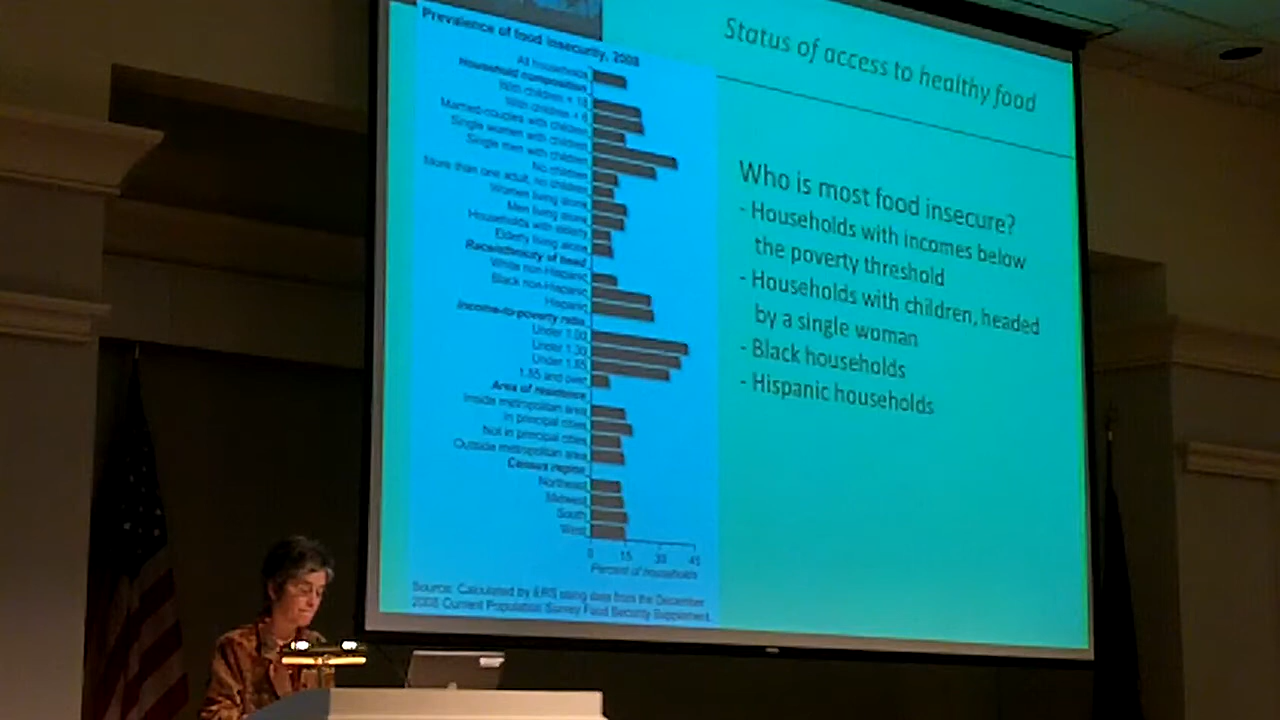 Prevalence of food insecurity, 2008
All households
Household composition
With children < 18
With children < 6
Married-couples with children
Single women with children
Single men with children
No children
More than one adult, no children
Women living alone
Men living alone
Households with elderly
Elderly living alone
Race/ethnicity of head
White non-Hispanic
Black non-Hispanic
Hispanic
Income-to-poverty ratio
Under 1.00
Under 1.30
Under 1.85
1.85 and over
Area of residence
Inside metropolitan area
In principal cities
Not in principal cities
Outside metropolitan area
Census region
Northeast
Midwest
South
West
0 15 30 45
Percent of households
Source: Calculated by ERS using data from the December
2008 Current Population Survey Food Security Supplement.
Status of access to healthy food
Who is most food insecure?
- Households with incomes below
the poverty threshold
- Households with children, headed
by a single woman
- Black households
- Hispanic households